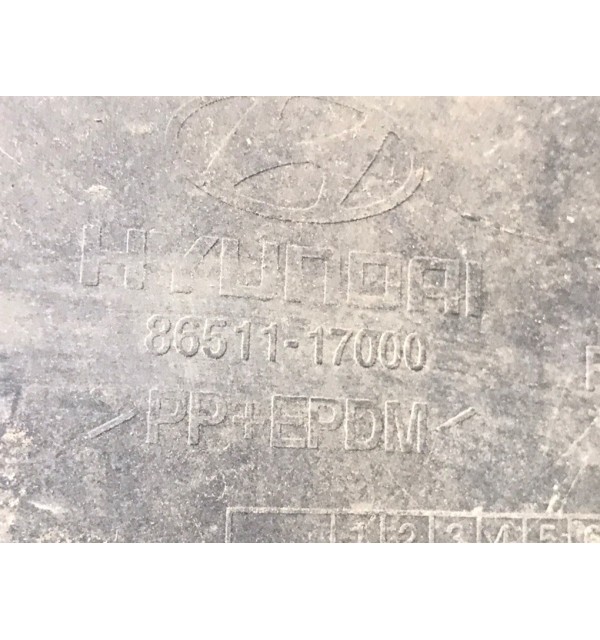 HYUNDAI
86511-17000
>PP+EPDM<
1 2 3 4 5 6